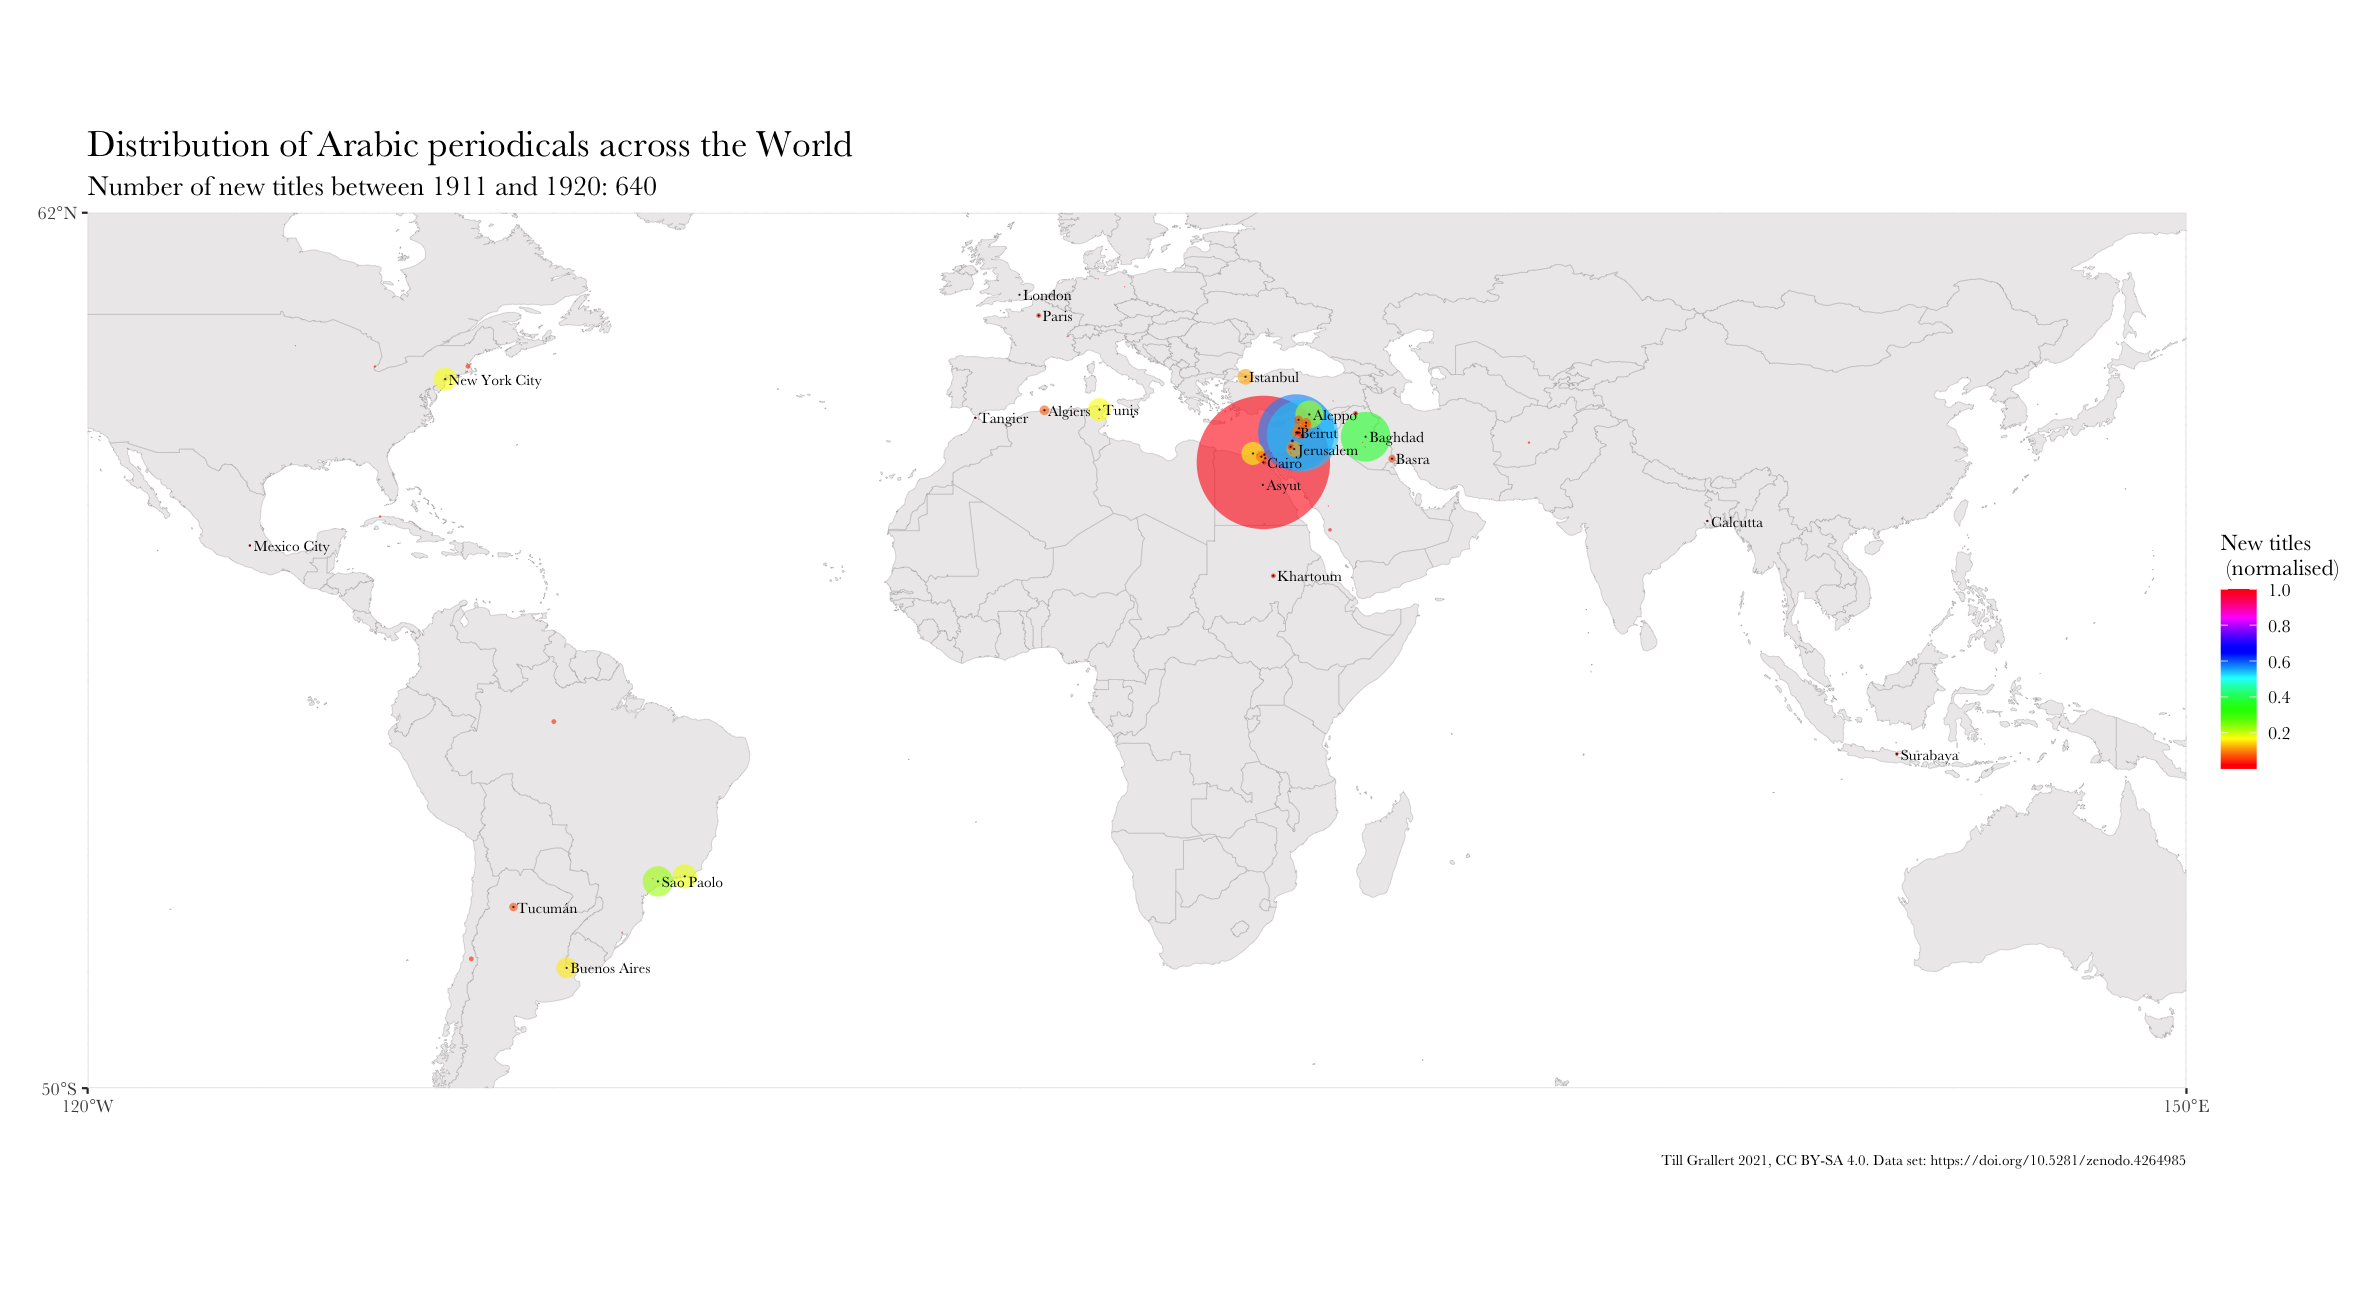 Distribution of Arabic periodicals across the World
Number of new titles between 1911 and 1920: 640
62°N
London
Paris
New York City
Istanbul
Tangier
Algiers
Tunis
Aleppo
Beirut
Baghdad
Jerusalem
Cairo
Basra
Asyut
Calcutta
Mexico City
Khartoum
New titles
(normalised)
1.0
0.8
0.6
0.4
0.2
Surabaya
Sao Paolo
Tucumán
Buenos Aires
50°S
120°W
150°E
Till Grallert 2021, CC BY-SA 4.0. Data set: https://doi.org/10.5281/zenodo.4264985